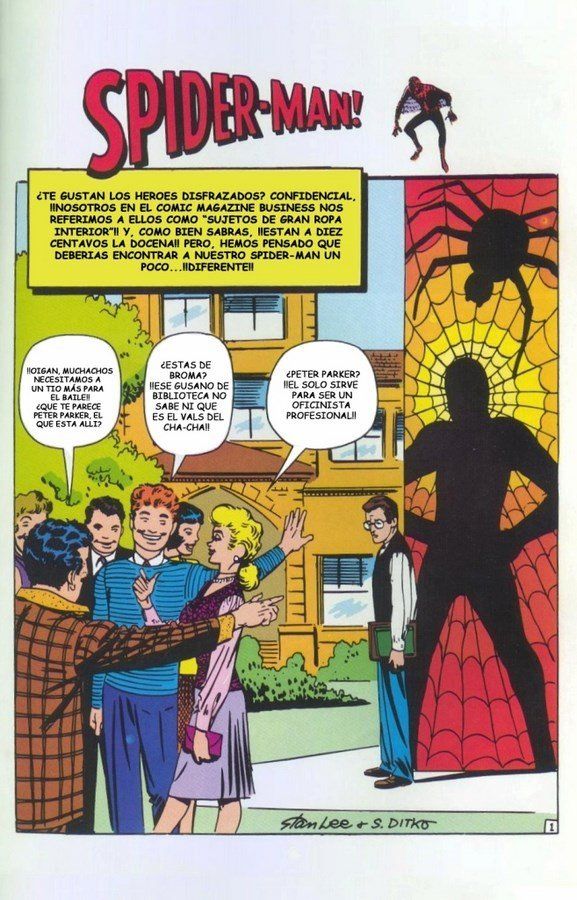 SPIDER-MAN!
¿TE GUSTAN LOS HEROES DISFRAZADOS? CONFIDENCIAL,
!!NOSOTROS EN EL COMIC MAGAZINE BUSINESS NOS
REFERIMOS A ELLOS COMO "SUJETOS DE GRAN ROPA
INTERIOR"!! Y, COMO BIEN SABRAS, !!ESTAN A DIEZ
CENTAVOS LA DOCENA!! PERO, HEMOS PENSADO QUE
DEBERIAS ENCONTRAR A NUESTRO SPIDER-MAN UN
POCO...!!DIFERENTE!!
!!OIGAN, MUCHACHOS
NECESITAMOS A
UN TIO MÁS PARA
EL BAILE!!
¿QUE TE PARECE
PETER PARKER, EL
QUE ESTA ALLI?
¿ESTAS DE
BROMA?
!!ESE GUSANO DE
BIBLIOTECA NO
SABE NI QUE
ES EL VALS DEL
CHA-CHA!!
¿PETER PARKER?
!!EL SOLO SIRVE
PARA SER UN
OFICINISTA
PROFESIONAL!!
Stan Lee + S. DITKO
1